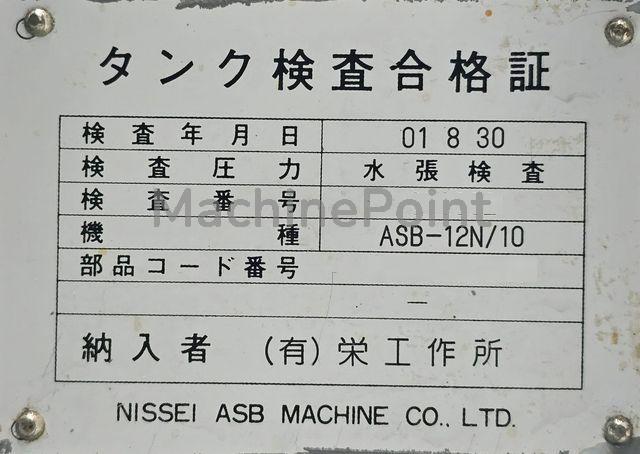 タンク検査合格証
検査年月日 01 8 30
検査圧力 水張検査
検査番号 —
機種 ASB-12N/10
部品コード番号
—
納入者 (有)栄工作所
NISSEI ASB MACHINE CO., LTD.
MachinePoint